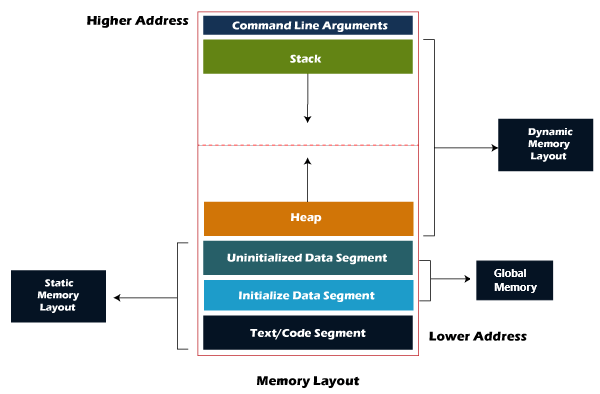 Higher Address
Command Line Arguments
Stack
Dynamic
Memory
Layout
Heap
Uninitialized Data Segment
Static
Memory
Layout
Global
Memory
Initialize Data Segment
Text/Code Segment
Lower Address
Memory Layout